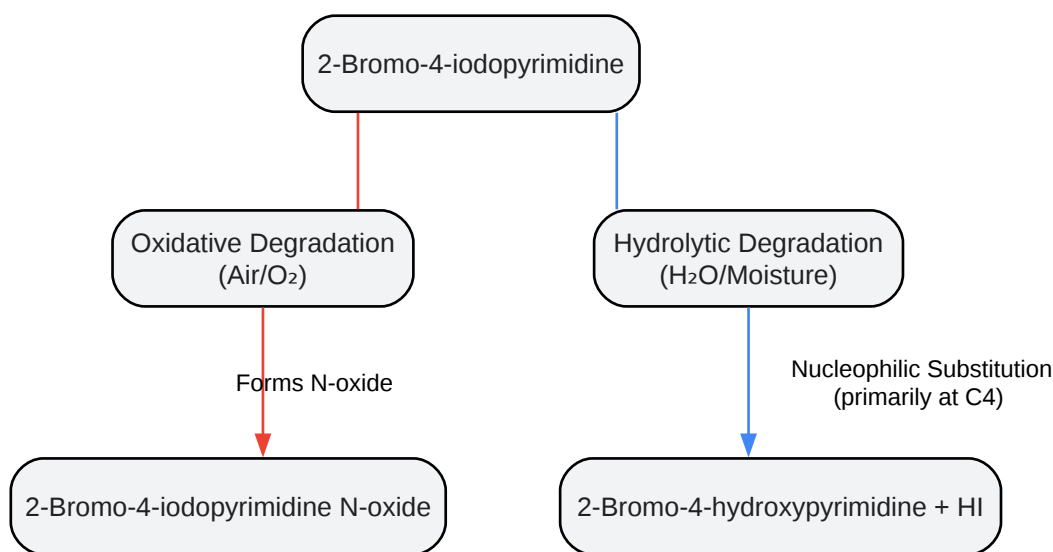 2-Bromo-4-iodopyrimidine
Oxidative Degradation
(Air/O₂)
Hydrolytic Degradation
(H₂O/Moisture)
Forms N-oxide
Nucleophilic Substitution
(primarily at C4)
2-Bromo-4-iodopyrimidine N-oxide
2-Bromo-4-hydroxypyrimidine + HI